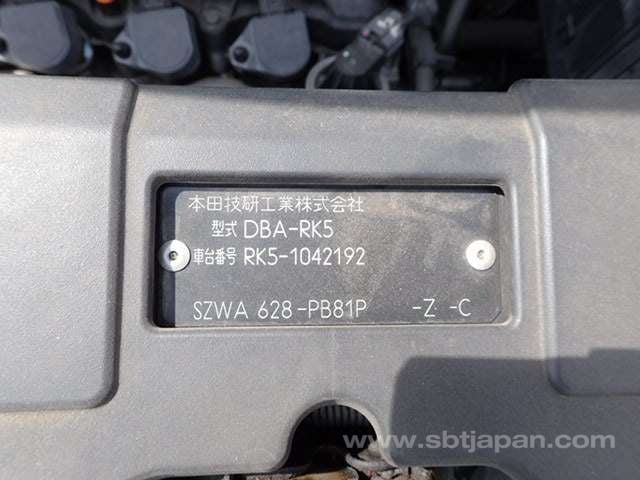 本田技研工業株式会社
型式 DBA-RK5
車台番号 RK5-1042192
SZWA 628-PB81P -Z -C
www.sbtjapan.com